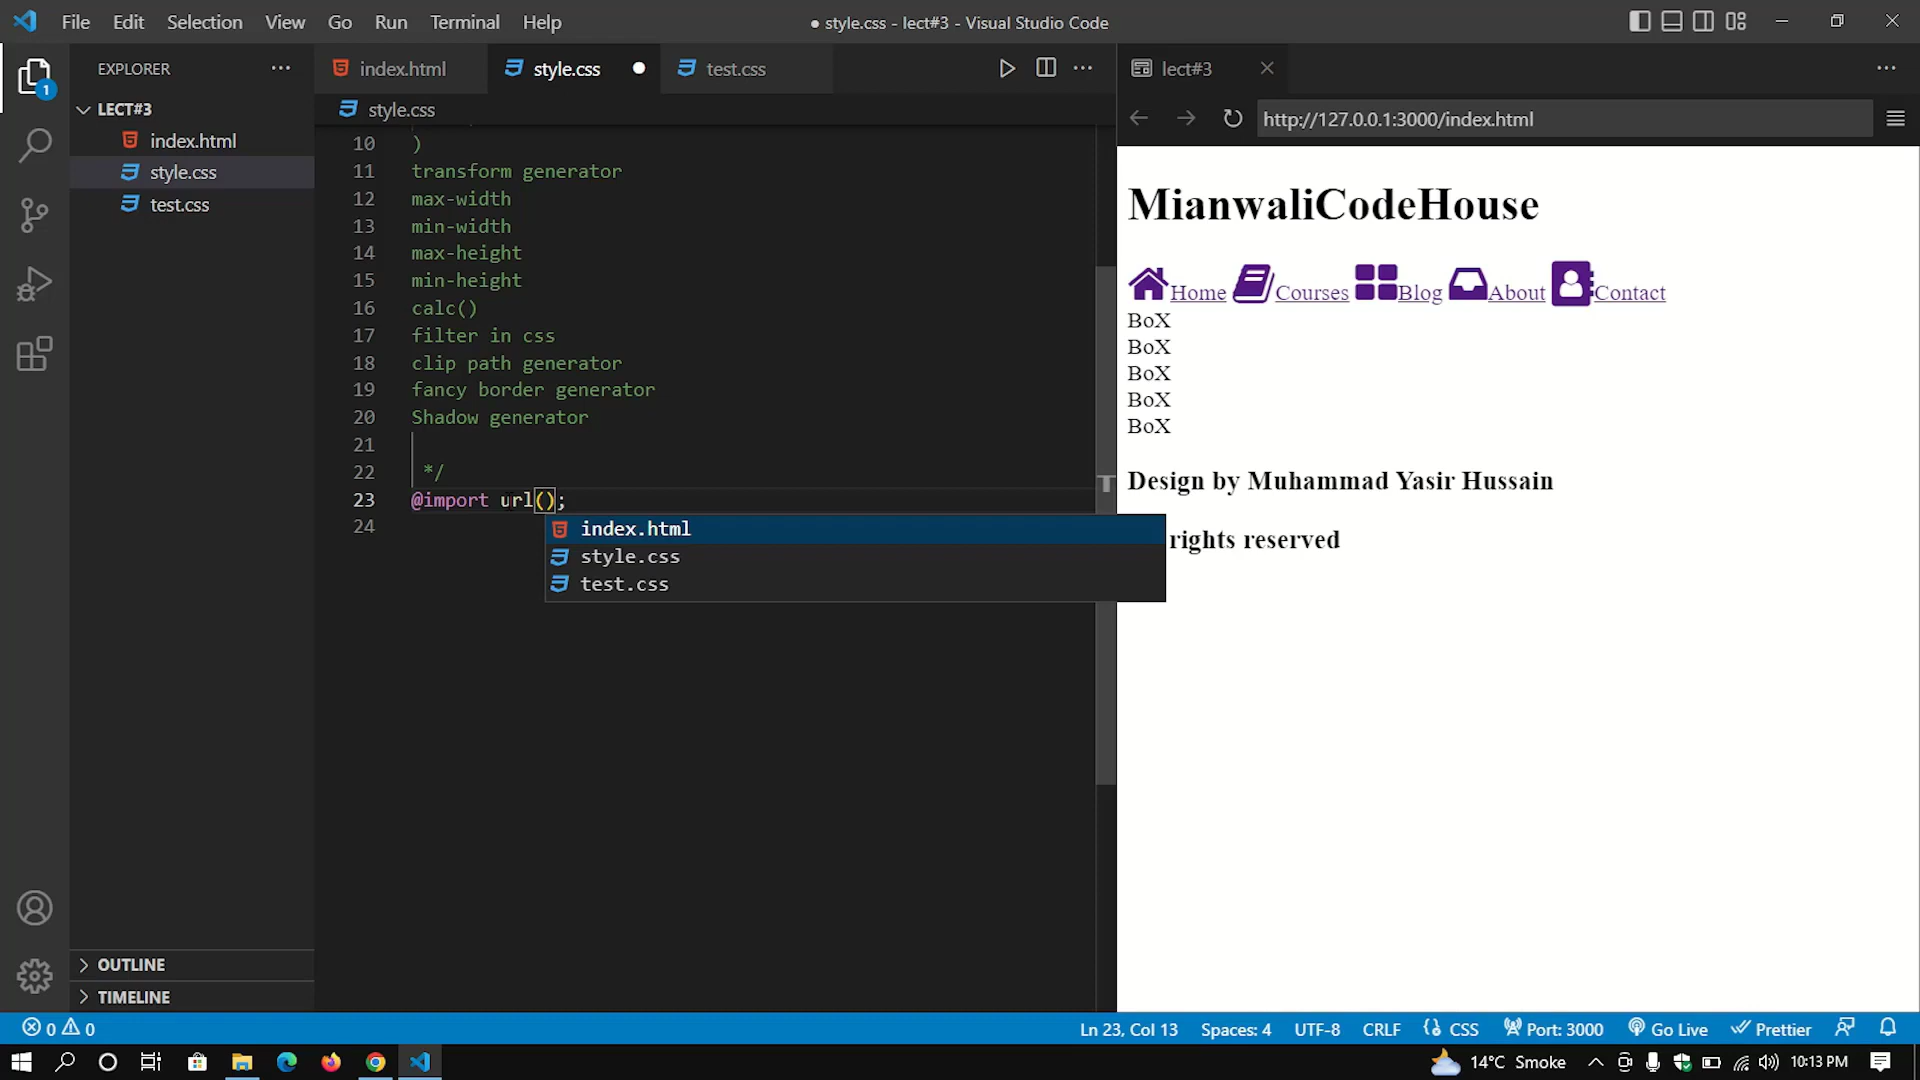 File Edit Selection View Go Run Terminal Help
● style.css - lect#3 - Visual Studio Code
EXPLORER
1
LECT#3
index.html
style.css
test.css
OUTLINE
TIMELINE
index.html
style.css
test.css
style.css
10 )
11 transform generator
12 max-width
13 min-width
14 max-height
15 min-height
16 calc()
17 filter in css
18 clip path generator
19 fancy border generator
20 Shadow generator
21
22 */
23 @import url();
24
index.html
style.css
test.css
lect#3
http://127.0.0.1:3000/index.html
MianwaliCodeHouse
Home Courses Blog About Contact
BoX
BoX
BoX
BoX
BoX
Design by Muhammad Yasir Hussain
rights reserved
0 0
Ln 23, Col 13 Spaces: 4 UTF-8 CRLF CSS Port: 3000 Go Live Prettier
14°C Smoke 10:13 PM